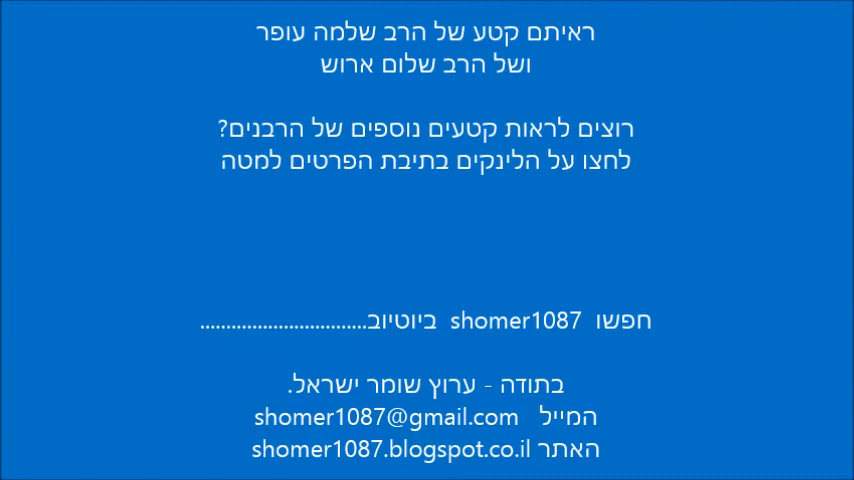 ראיתם קטע של הרב שלמה עופר
ושל הרב שלום ארוש
רוצים לראות קטעים נוספים של הרבנים?
לחצו על הלינקים בתיבת הפרטים למטה
חפשו shomer1087 ביוטיוב................................
בתודה - ערוץ שומר ישראל.
המייל shomer1087@gmail.com
האתר shomer1087.blogspot.co.il